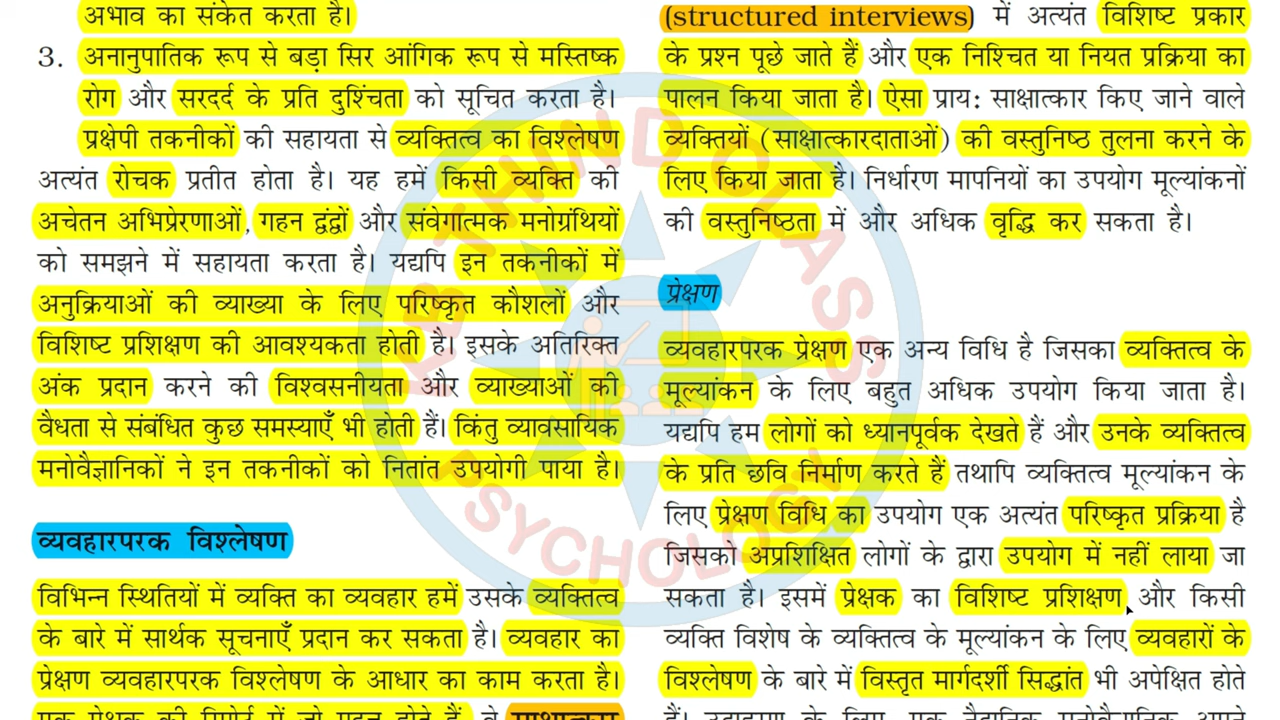 अभाव का संकेत करता है।
3. अनानुपातिक रूप से बड़ा सिर आंगिक रूप से मस्तिष्क
रोग और सरदर्द के प्रति दुश्चिंता को सूचित करता है।
प्रक्षेपी तकनीकों की सहायता से व्यक्तित्व का विश्लेषण
अत्यंत रोचक प्रतीत होता है। यह हमें किसी व्यक्ति की
अचेतन अभिप्रेरणाओं, गहन द्वंद्वों और संवेगात्मक मनोग्रंथियों
को समझने में सहायता करता है। यद्यपि इन तकनीकों में
अनुक्रियाओं की व्याख्या के लिए परिष्कृत कौशलों और
विशिष्ट प्रशिक्षण की आवश्यकता होती है। इसके अतिरिक्त
अंक प्रदान करने की विश्वसनीयता और व्याख्याओं की
वैधता से संबंधित कुछ समस्याएँ भी होती हैं। किंतु व्यावसायिक
मनोवैज्ञानिकों ने इन तकनीकों को नितांत उपयोगी पाया है।
व्यवहारपरक विश्लेषण
विभिन्न स्थितियों में व्यक्ति का व्यवहार हमें उसके व्यक्तित्व
के बारे में सार्थक सूचनाएँ प्रदान कर सकता है। व्यवहार का
प्रेक्षण व्यवहारपरक विश्लेषण के आधार का काम करता है।
(structured interviews) में अत्यंत विशिष्ट प्रकार
के प्रश्न पूछे जाते हैं और एक निश्चित या नियत प्रक्रिया का
पालन किया जाता है। ऐसा प्राय: साक्षात्कार किए जाने वाले
व्यक्तियों (साक्षात्कारदाताओं) की वस्तुनिष्ठ तुलना करने के
लिए किया जाता है। निर्धारण मापनियों का उपयोग मूल्यांकनों
की वस्तुनिष्ठता में और अधिक वृद्धि कर सकता है।
प्रेक्षण
व्यवहारपरक प्रेक्षण एक अन्य विधि है जिसका व्यक्तित्व के
मूल्यांकन के लिए बहुत अधिक उपयोग किया जाता है।
यद्यपि हम लोगों को ध्यानपूर्वक देखते हैं और उनके व्यक्तित्व
के प्रति छवि निर्माण करते हैं तथापि व्यक्तित्व मूल्यांकन के
लिए प्रेक्षण विधि का उपयोग एक अत्यंत परिष्कृत प्रक्रिया है
जिसको अप्रशिक्षित लोगों के द्वारा उपयोग में नहीं लाया जा
सकता है। इसमें प्रेक्षक का विशिष्ट प्रशिक्षण और किसी
व्यक्ति विशेष के व्यक्तित्व के मूल्यांकन के लिए व्यवहारों के
विश्लेषण के बारे में विस्तृत मार्गदर्शी सिद्धांत भी अपेक्षित होते
PSYCHOLOGY